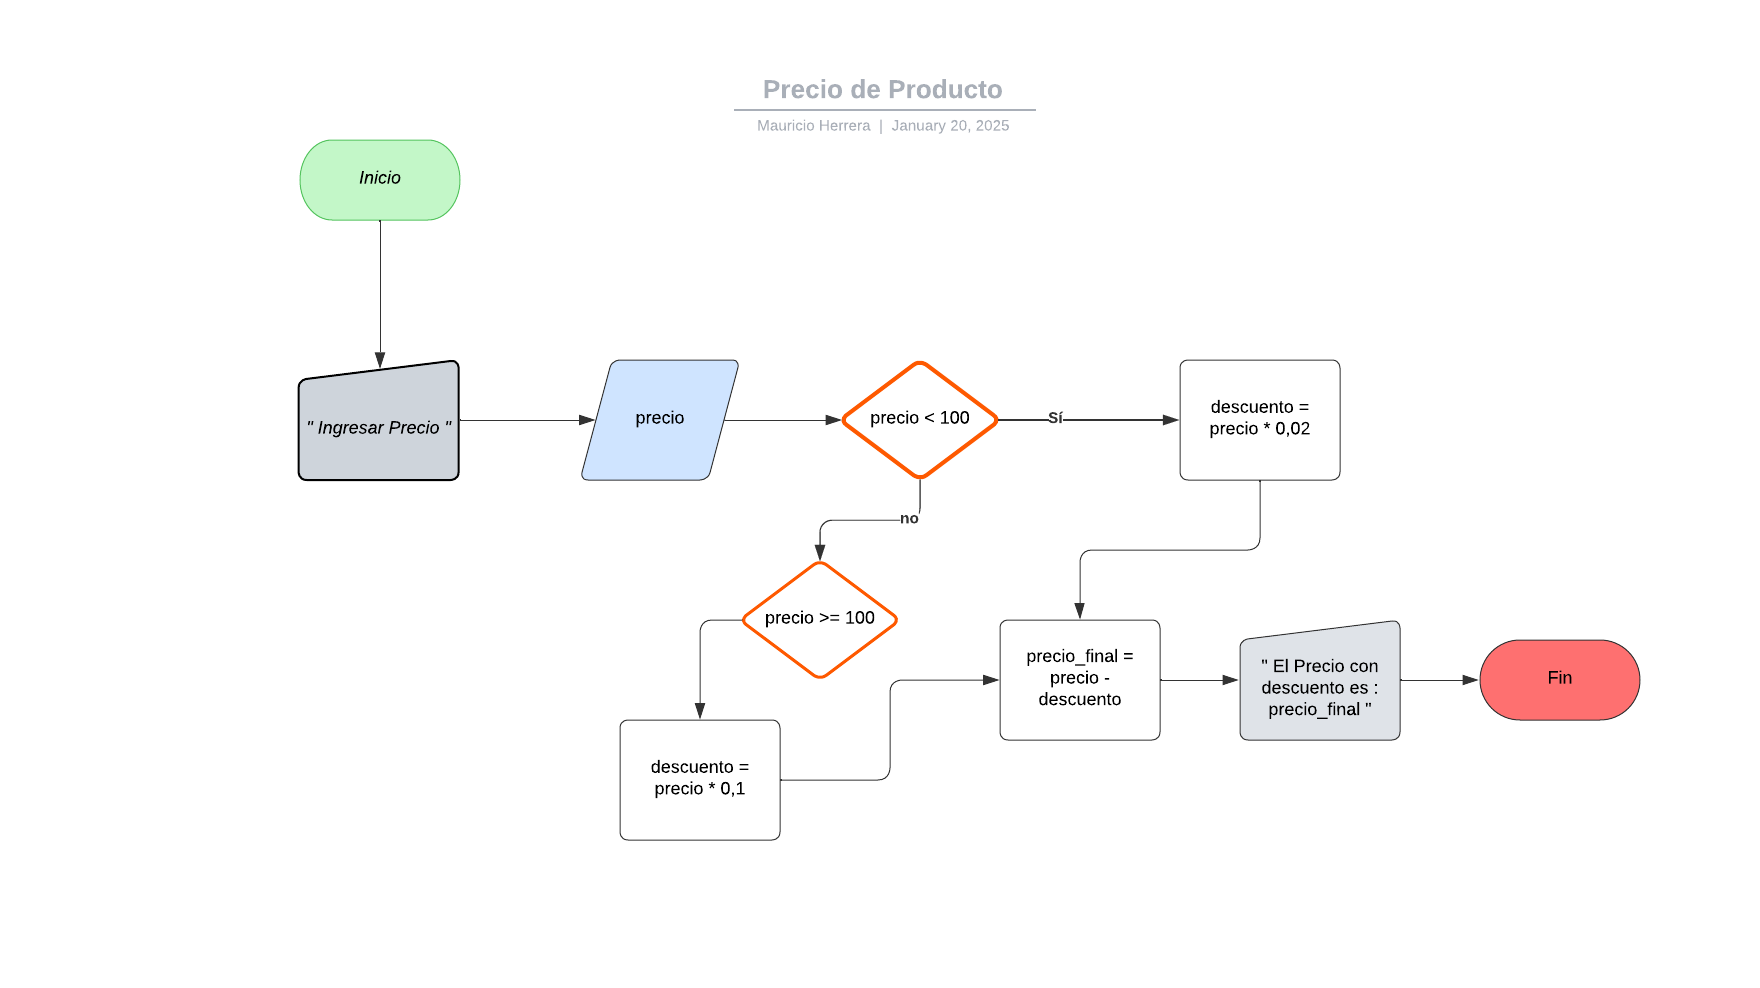 Precio de Producto
Mauricio Herrera | January 20, 2025
Inicio
" Ingresar Precio "
precio
precio < 100
Sí
descuento =
precio * 0,02
no
precio >= 100
descuento =
precio * 0,1
precio_final =
precio -
descuento
" El Precio con
descuento es :
precio_final "
Fin